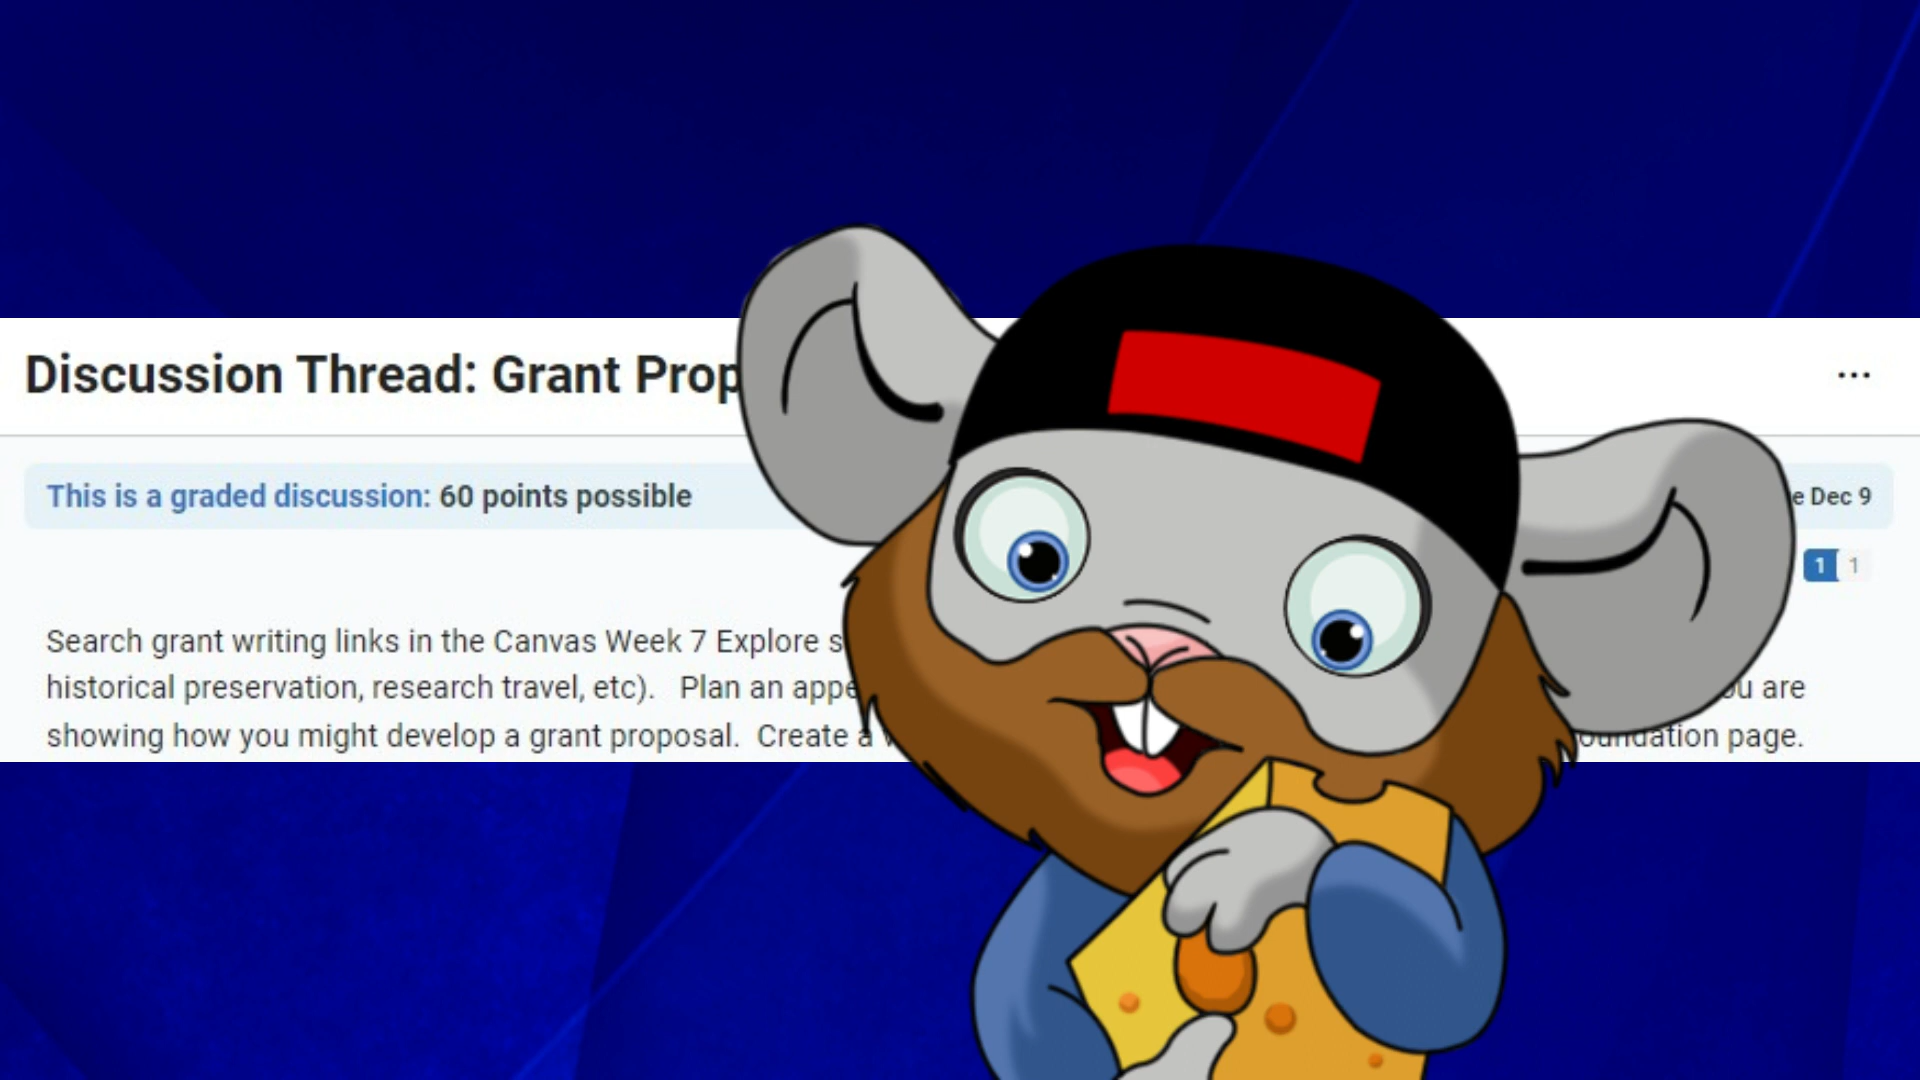 Discussion Thread: Grant Prop
...
This is a graded discussion: 60 points possible
e Dec 9
1 1
Search grant writing links in the Canvas Week 7 Explore s
historical preservation, research travel, etc). Plan an appe ou are
showing how you might develop a grant proposal. Create a oundation page.